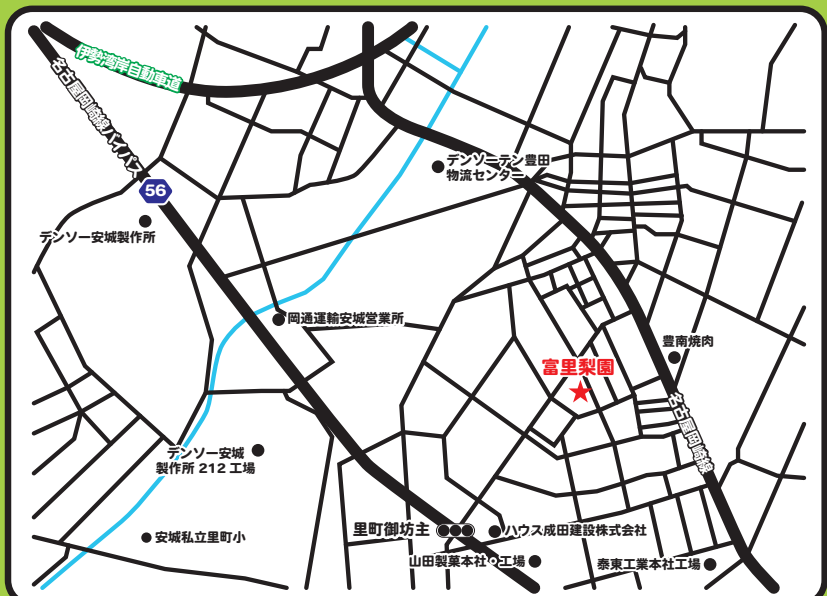 伊勢湾岸自動車道
名古屋岡崎線バイパス
56
デンソーテン豊田
物流センター
デンソー安城製作所
岡通運輸安城営業所
豊南焼肉
富里梨園
名古屋岡崎線
デンソー安城
製作所 212 工場
里町御坊主
ハウス成田建設株式会社
安城私立里町小
山田製菓本社・工場
泰東工業本社工場